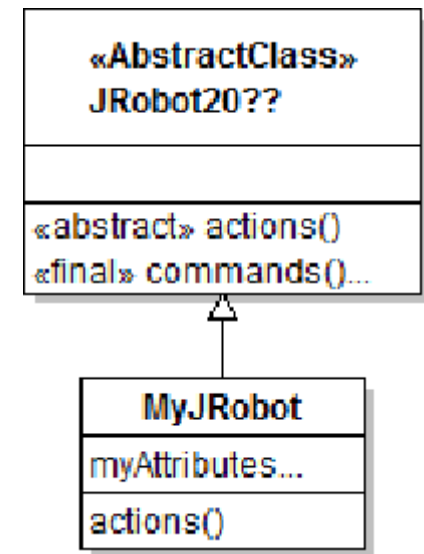 «AbstractClass»
JRobot20??
«abstract» actions()
«final» commands()...
MyJRobot
myAttributes...
actions()